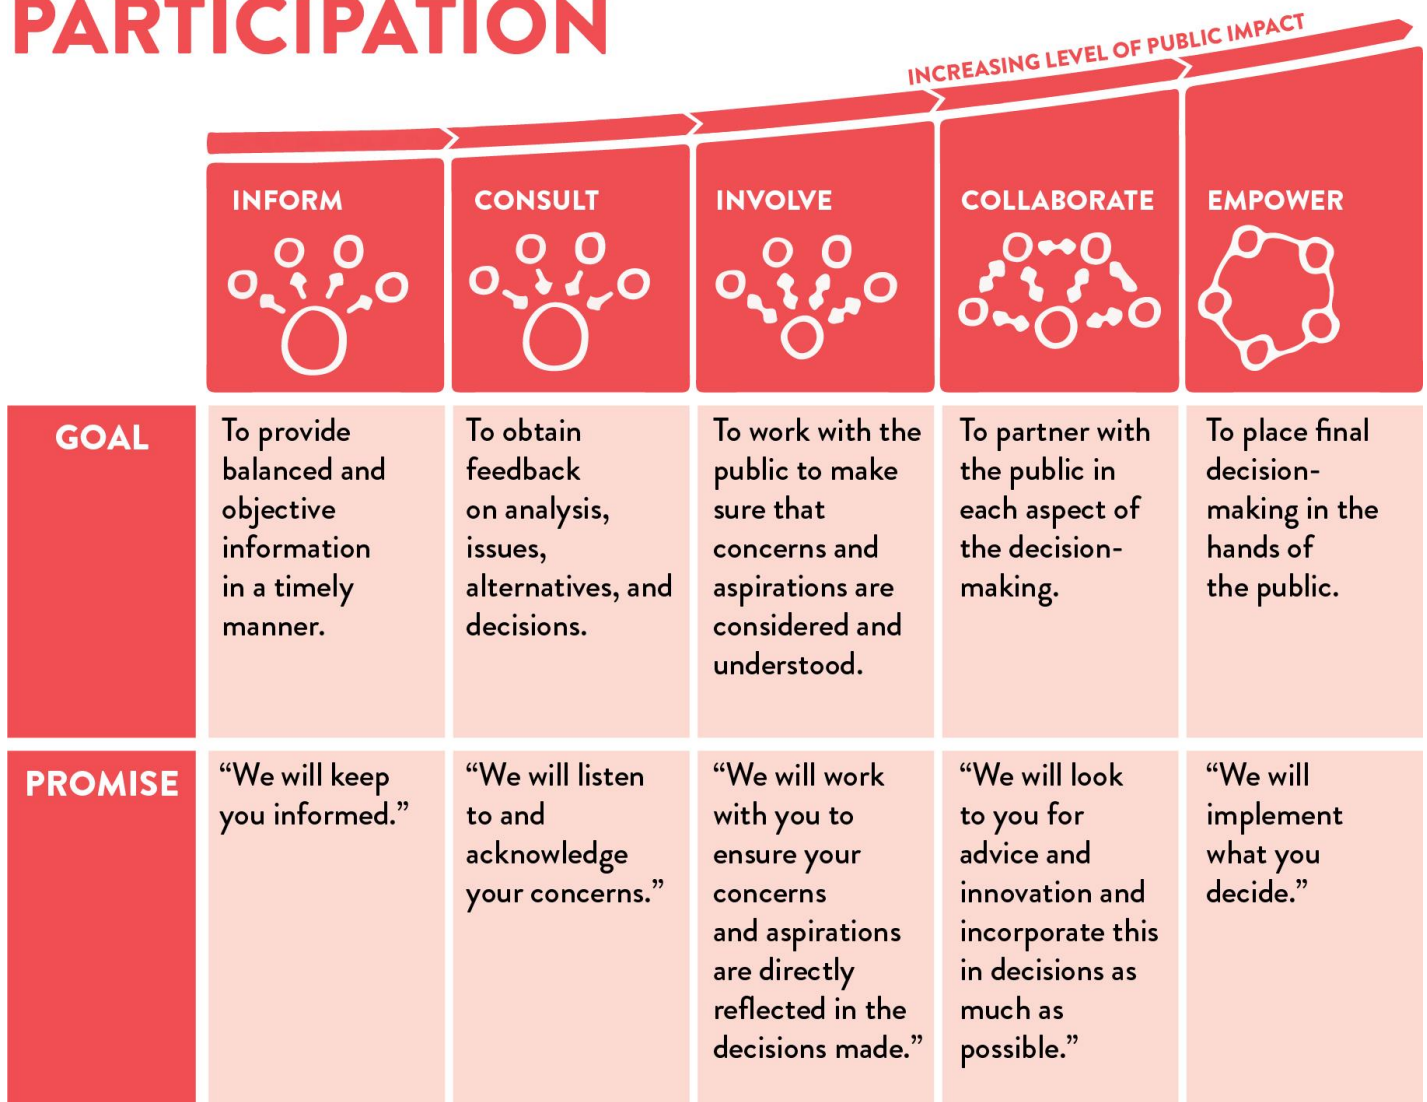 PARTICIPATION
INCREASING LEVEL OF PUBLIC IMPACT
INFORM
CONSULT
INVOLVE
COLLABORATE
EMPOWER
GOAL
To provide
balanced and
objective
information
in a timely
manner.
To obtain
feedback
on analysis,
issues,
alternatives, and
decisions.
To work with the
public to make
sure that
concerns and
aspirations are
considered and
understood.
To partner with
the public in
each aspect of
the decision-
making.
To place final
decision-
making in the
hands of
the public.
PROMISE
“We will keep
you informed.”
“We will listen
to and
acknowledge
your concerns.”
“We will work
with you to
ensure your
concerns
and aspirations
are directly
reflected in the
decisions made.”
“We will look
to you for
advice and
innovation and
incorporate this
in decisions as
much as
possible.”
“We will
implement
what you
decide.”